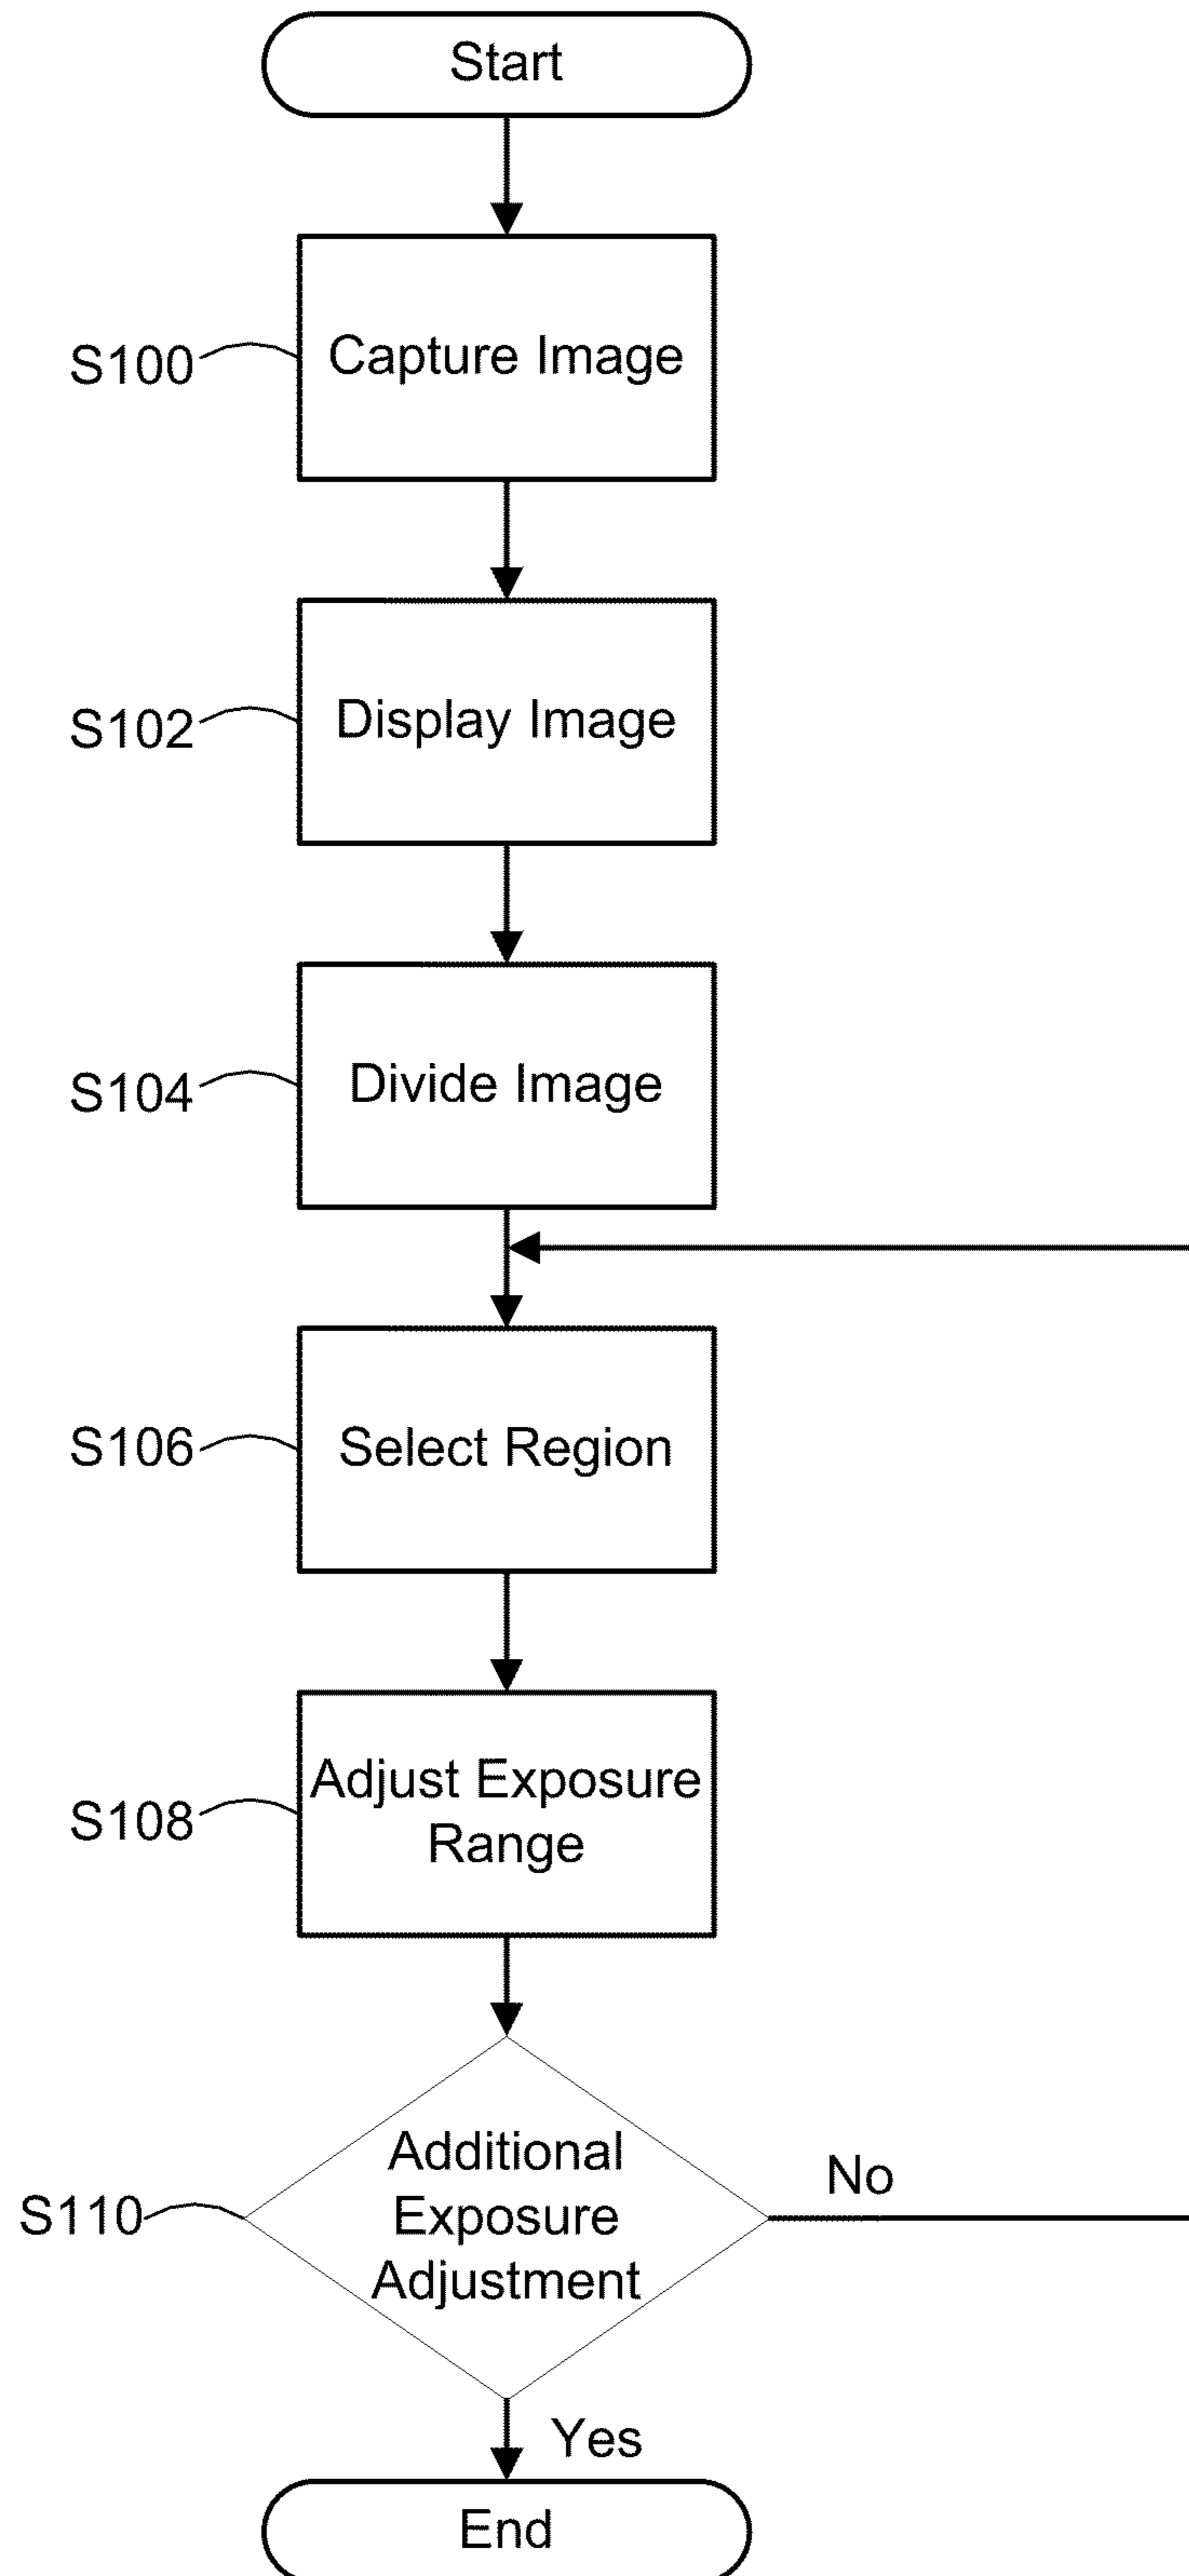 Start
S100
Capture Image
S102
Display Image
S104
Divide Image
S106
Select Region
S108
Adjust Exposure
Range
S110
Additional
Exposure
Adjustment
No
Yes
End